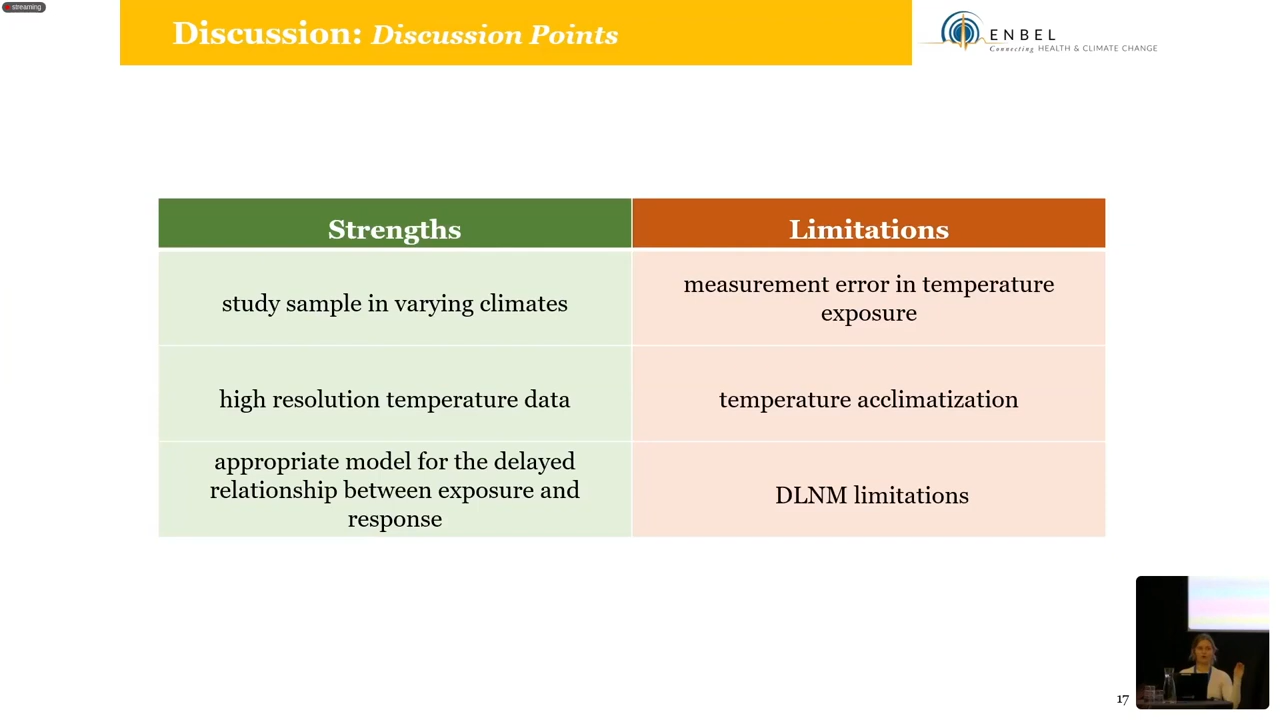 streaming
Discussion: Discussion Points
ENBEL
Connecting HEALTH & CLIMATE CHANGE
Strengths
Limitations
study sample in varying climates
measurement error in temperature
exposure
high resolution temperature data
temperature acclimatization
appropriate model for the delayed
relationship between exposure and
response
DLNM limitations
17